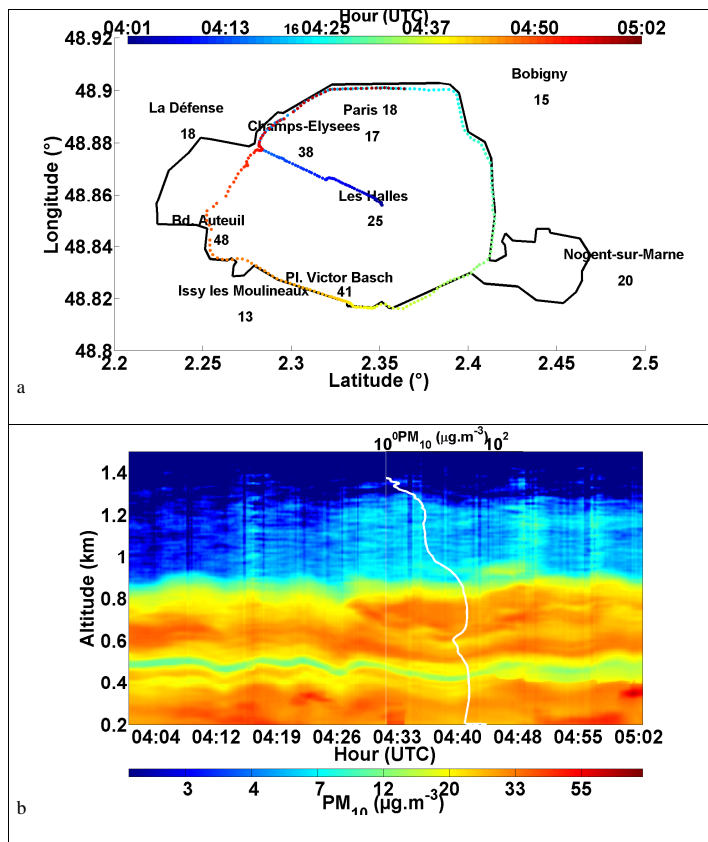 Hour (UTC)
04:01 04:13 16 04:25 04:37 04:50 05:02
48.92
48.9
48.88
48.86
48.84
48.82
48.8
Bobigny
15
La Défense
18
Paris 18
17
Champs-Elysees
38
Les Halles
25
Bd. Auteuil
48
Nogent-sur-Marne
20
Pl. Victor Basch
41
Issy les Moulineaux
13
Longitude (°)
2.2 2.25 2.3 2.35 2.4 2.45 2.5
Latitude (°)
a
10⁰PM₁₀ (µg.m⁻³)10²
1.4
1.2
1
0.8
0.6
0.4
0.2
Altitude (km)
04:04 04:12 04:19 04:26 04:33 04:40 04:48 04:55 05:02
Hour (UTC)
3 4 7 12 20 33 55
PM₁₀ (µg.m⁻³)
b